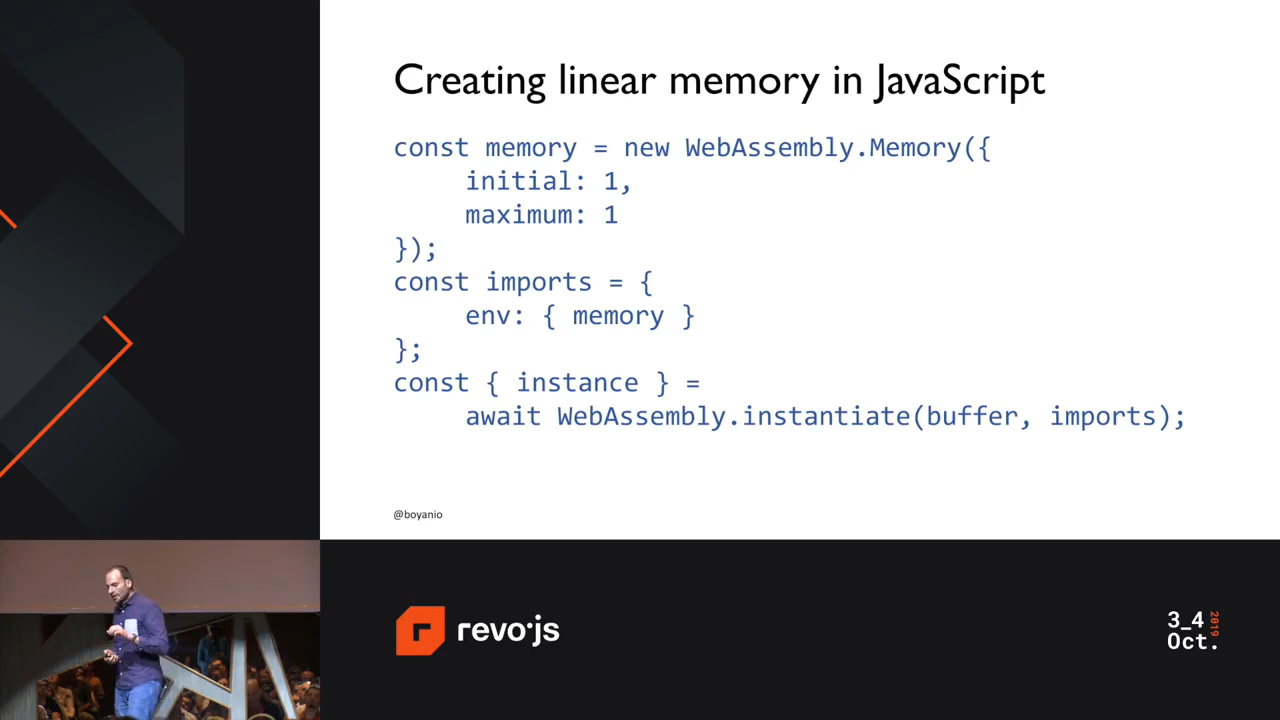 Creating linear memory in JavaScript
const memory = new WebAssembly.Memory({
initial: 1,
maximum: 1
});
const imports = {
env: { memory }
};
const { instance } =
await WebAssembly.instantiate(buffer, imports);
@boyanio
r revo·js
3_4 2019
Oct.